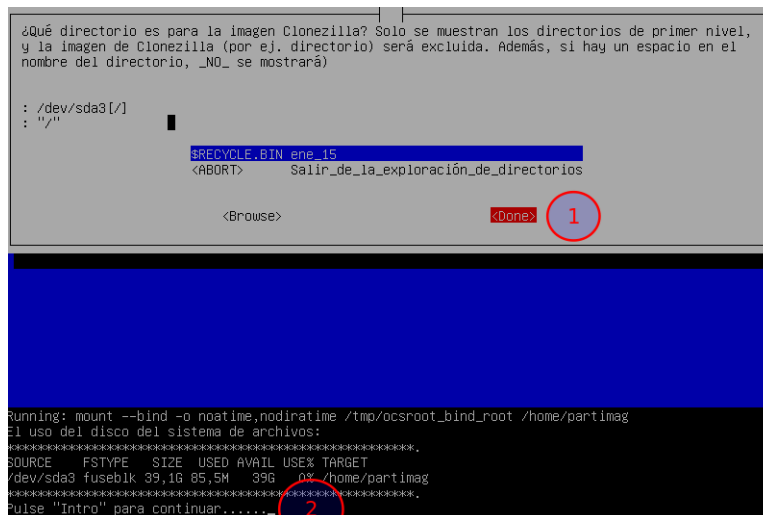 ¿Qué directorio es para la imagen Clonezilla? Solo se muestran los directorios de primer nivel,
y la imagen de Clonezilla (por ej. directorio) será excluida. Además, si hay un espacio en el
nombre del directorio, _NO_ se mostrará)
: /dev/sda3[/]
: "/"
$RECYCLE.BIN ene_15
<ABORT> Salir_de_la_exploración_de_directorios
<Browse> <Done> 1
Running: mount --bind -o noatime,nodiratime /tmp/ocsroot_bind_root /home/partimag
El uso del disco del sistema de archivos:
*********************************************************.
SOURCE FSTYPE SIZE USED AVAIL USE% TARGET
/dev/sda3 fuseblk 39,1G 85,5M 39G 0% /home/partimag
*********************************************************.
Pulse "Intro" para continuar......_ 2